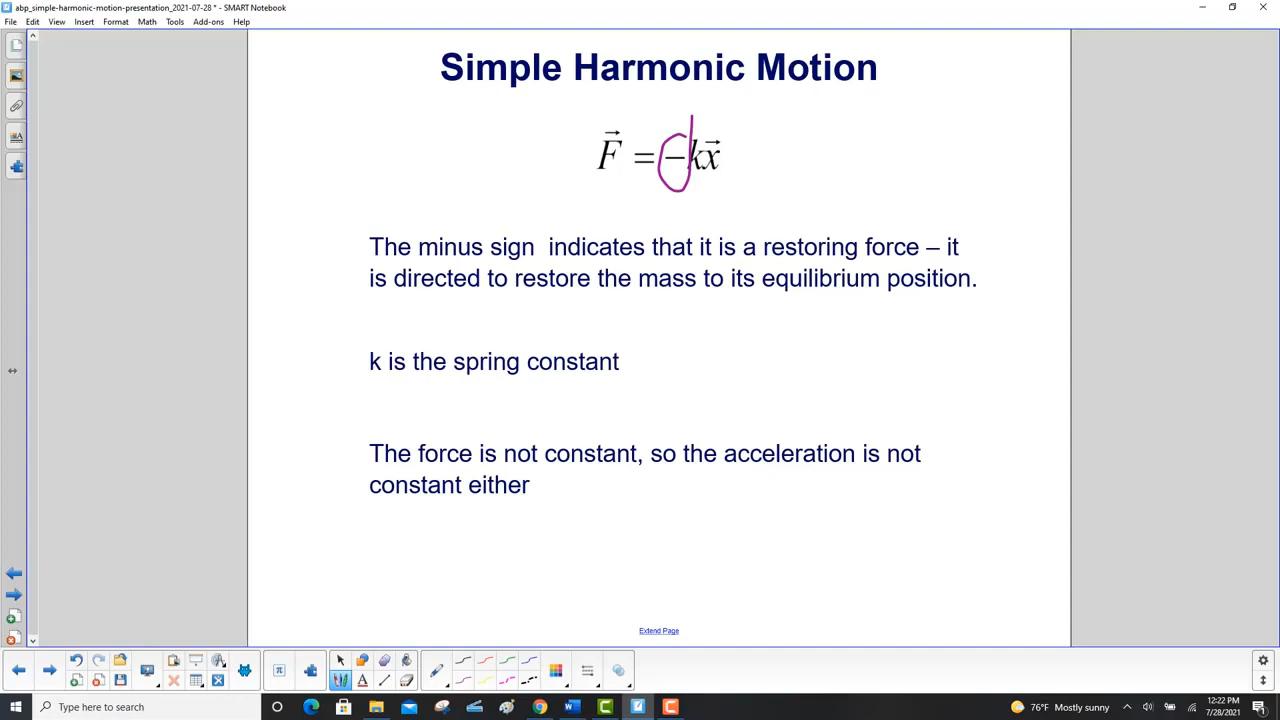 abp_simple-harmonic-motion-presentation_2021-07-28 * - SMART Notebook
File Edit View Insert Format Math Tools Add-ons Help
Simple Harmonic Motion
F⃗ = −kx⃗
The minus sign indicates that it is a restoring force – it
is directed to restore the mass to its equilibrium position.
k is the spring constant
The force is not constant, so the acceleration is not
constant either
Extend Page
Type here to search
76°F Mostly sunny
12:22 PM
7/28/2021